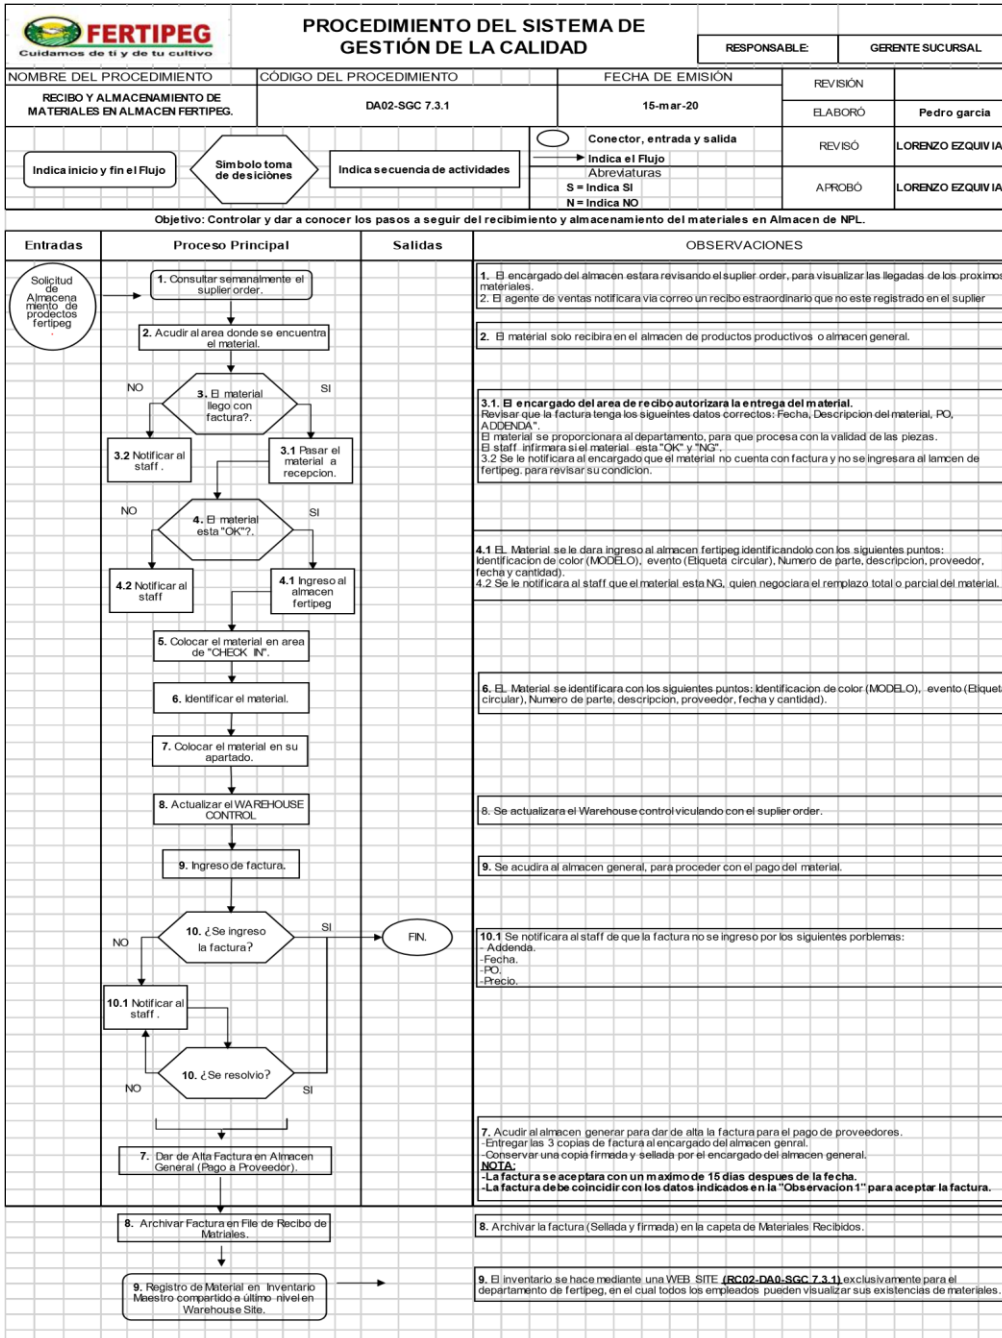 FERTIPEG
Cuidamos de ti y de tu cultivo
PROCEDIMIENTO DEL SISTEMA DE
GESTIÓN DE LA CALIDAD
RESPONSABLE:
GERENTE SUCURSAL
NOMBRE DEL PROCEDIMIENTO
CÓDIGO DEL PROCEDIMIENTO
FECHA DE EMISIÓN
REVISIÓN
RECIBO Y ALMACENAMIENTO DE
MATERIALES EN ALMACEN FERTIPEG.
DA02-SGC 7.3.1
15-mar-20
ELABORÓ
Pedro garcia
Indica inicio y fin el Flujo
Simbolo toma
de desiciònes
Indica secuencia de actividades
Conector, entrada y salida
Indica el Flujo
Abreviaturas
S = Indica SI
N = Indica NO
REVISÓ
LORENZO EZQUIVIA
APROBÓ
LORENZO EZQUIVIA
Objetivo: Controlar y dar a conocer los pasos a seguir del recibimiento y almacenamiento del materiales en Almacen de NPL.
Entradas
Proceso Principal
Salidas
OBSERVACIONES
Solicitud
de
Almacena
miento de
prodectos
fertipeg
.
1. Consultar semanalmente el
suplier order.
1. El encargado del almacen estara revisando el suplier order, para visualizar las llegadas de los proximos
materiales.
2. El agente de ventas notificara via correo un recibo estraordinario que no este registrado en el suplier
2. Acudir al area donde se encuentra
el material.
2. El material solo recibira en el almacen de productos productivos o almacen general.
NO
3. El material
llego con
factura?.
SI
3.2 Notificar al
staff .
3.1 Pasar el
material a
recepcion.
3.1. El encargado del area de recibo autorizara la entrega del material.
Revisar que la factura tenga los sigueintes datos correctos: Fecha, Descripcion del material, PO,
ADDENDA".
El material se proporcionara al departamento, para que procesa con la validad de las piezas.
El staff infirmara si el material esta "OK" y "NG".
3.2 Se le notificara al encargado que el material no cuenta con factura y no se ingresara al lamcen de
fertipeg. para revisar su condicion.
NO
4. El material
esta "OK"?.
SI
4.2 Notificar al
staff
4.1 Ingreso al
almacen
fertipeg
4.1 EL Material se le dara ingreso al almacen fertipeg identificandolo con los siguientes puntos:
Identificacion de color (MODELO), evento (Etiqueta circular), Numero de parte, descripcion, proveedor,
fecha y cantidad).
4.2 Se le notificara al staff que el material esta NG, quien negociara el remplazo total o parcial del material.
5. Colocar el material en area
de "CHECK IN".
6. Identificar el material.
6. EL Material se identificara con los siguientes puntos: Identificacion de color (MODELO), evento (Etiqueta
circular), Numero de parte, descripcion, proveedor, fecha y cantidad).
7. Colocar el material en su
apartado.
8. Actualizar el WAREHOUSE
CONTROL
8. Se actualizara el Warehouse control viculando con el suplier order.
9. Ingreso de factura.
9. Se acudira al almacen general, para proceder con el pago del material.
NO
10. ¿Se ingreso
la factura?
SI
FIN.
10.1 Se notificara al staff de que la factura no se ingreso por los siguientes porblemas:
- Addenda.
-Fecha.
-PO.
-Precio.
10.1 Notificar al
staff .
10. ¿Se resolvio?
NO
SI
7. Dar de Alta Factura en Almacen
General (Pago a Proveedor).
7. Acudir al almacen generar para dar de alta la factura para el pago de proveedores.
-Entregar las 3 copias de factura al encargado del almacen genral.
-Conservar una copia firmada y sellada por el encargado del almacen general.
NOTA:
-La factura se aceptara con un maximo de 15 dias despues de la fecha.
-La factura debe coincidir con los datos indicados en la "Observacion 1" para aceptar la factura.
8. Archivar Factura en File de Recibo de
Matriales.
8. Archivar la factura (Sellada y firmada) en la capeta de Materiales Recibidos.
9. Registro de Material en Inventario
Maestro compartido a último nivel en
Warehouse Site.
9. El inventario se hace mediante una WEB SITE (RC02-DA0-SGC 7.3.1) exclusivamente para el
departamento de fertipeg, en el cual todos los empleados pueden visualizar sus existencias de materiales.